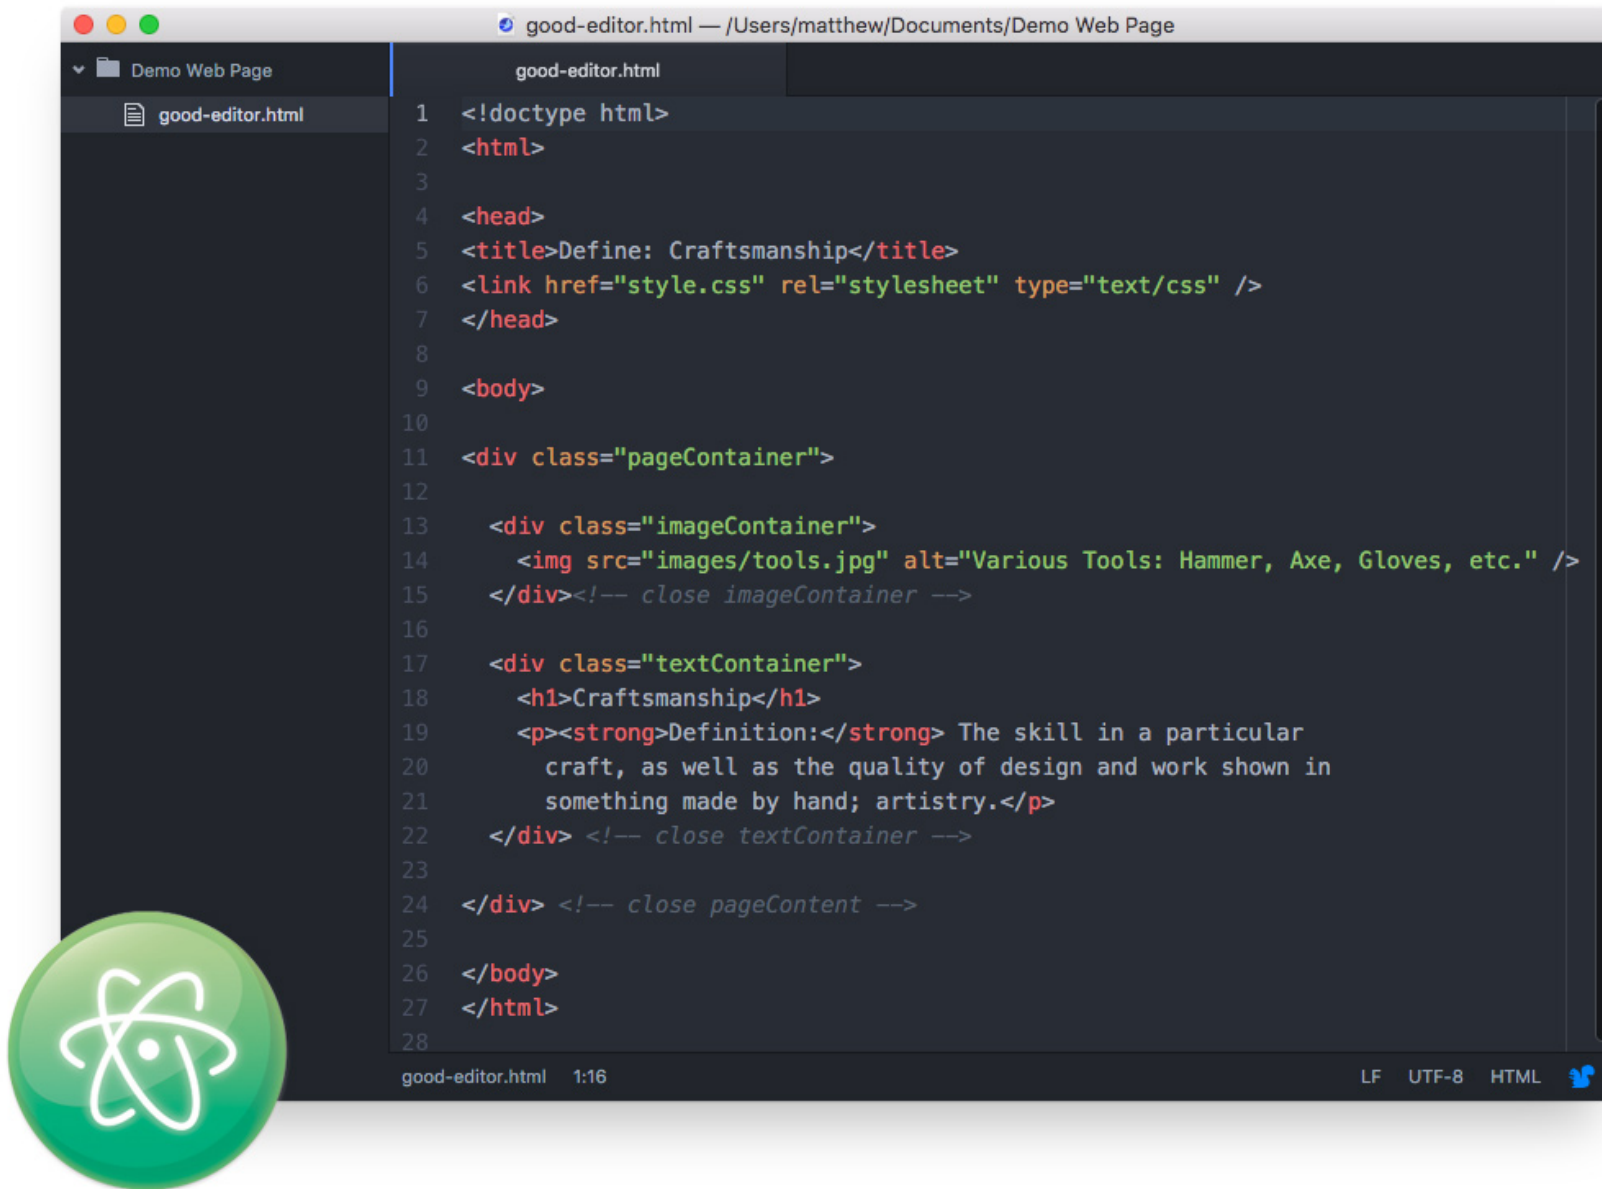 good-editor.html — /Users/matthew/Documents/Demo Web Page
Demo Web Page
good-editor.html
good-editor.html
1 <!doctype html>
2 <html>
3
4 <head>
5 <title>Define: Craftsmanship</title>
6 <link href="style.css" rel="stylesheet" type="text/css" />
7 </head>
8
9 <body>
10
11 <div class="pageContainer">
12
13   <div class="imageContainer">
14     <img src="images/tools.jpg" alt="Various Tools: Hammer, Axe, Gloves, etc." />
15   </div><!-- close imageContainer -->
16
17   <div class="textContainer">
18     <h1>Craftsmanship</h1>
19     <p><strong>Definition:</strong> The skill in a particular
20       craft, as well as the quality of design and work shown in
21       something made by hand; artistry.</p>
22   </div> <!-- close textContainer -->
23
24 </div> <!-- close pageContent -->
25
26 </body>
27 </html>
28
good-editor.html 1:16 LF UTF-8 HTML